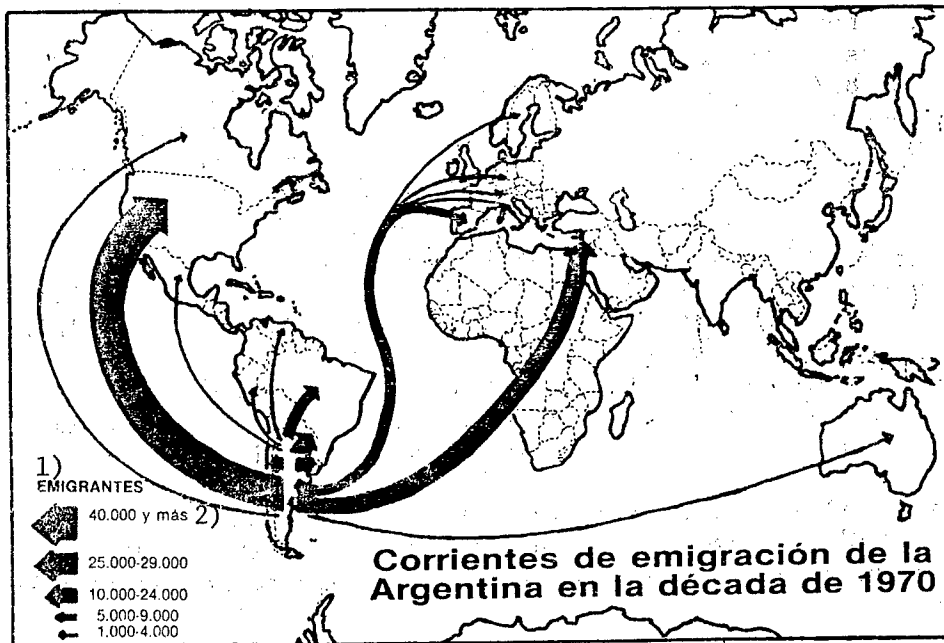 1)
EMIGRANTES
40.000 y más 2)
25.000-29.000
10.000-24.000
5.000-9.000
1.000-4.000
Corrientes de emigración de la
Argentina en la década de 1970